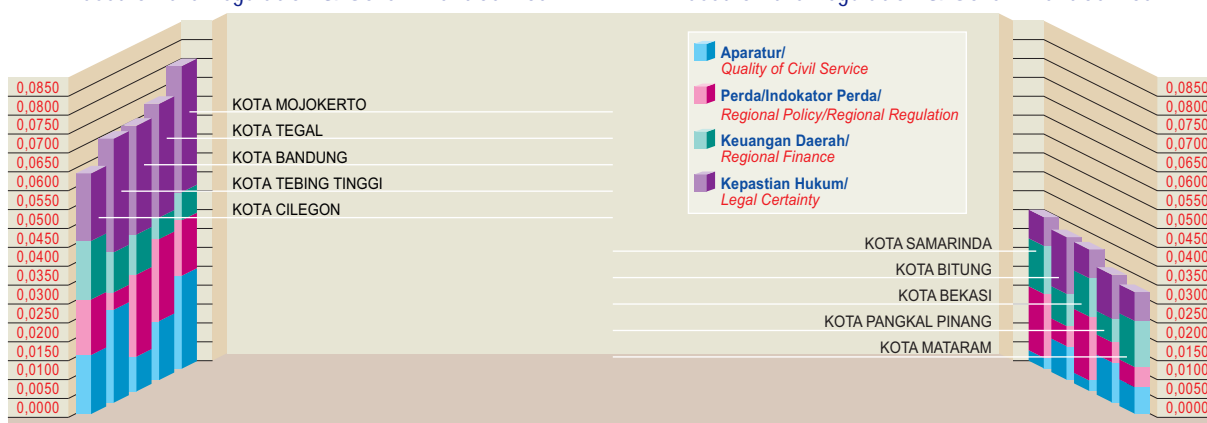 0,0850
0,0800
0,0750
0,0700
0,0650
0,0600
0,0550
0,0500
0,0450
0,0400
0,0350
0,0300
0,0250
0,0200
0,0150
0,0100
0,0050
0,0000
KOTA MOJOKERTO
KOTA TEGAL
KOTA BANDUNG
KOTA TEBING TINGGI
KOTA CILEGON
Aparatur/
Quality of Civil Service
Perda/Indokator Perda/
Regional Policy/Regional Regulation
Keuangan Daerah/
Regional Finance
Kepastian Hukum/
Legal Certainty
KOTA SAMARINDA
KOTA BITUNG
KOTA BEKASI
KOTA PANGKAL PINANG
KOTA MATARAM
0,0850
0,0800
0,0750
0,0700
0,0650
0,0600
0,0550
0,0500
0,0450
0,0400
0,0350
0,0300
0,0250
0,0200
0,0150
0,0100
0,0050
0,0000